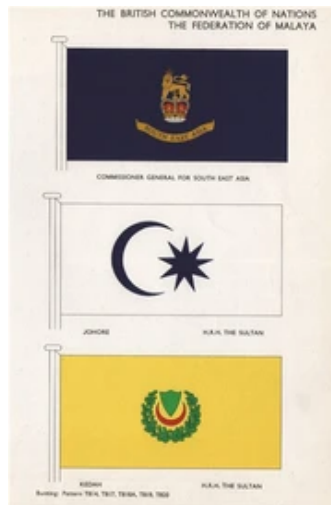 THE BRITISH COMMONWEALTH OF NATIONS
THE FEDERATION OF MALAYA
SOUTH EAST ASIA
COMMISSIONER GENERAL FOR SOUTH EAST ASIA
JOHORE H.R.H. THE SULTAN
KEDAH H.R.H. THE SULTAN
Bunting: Pattern